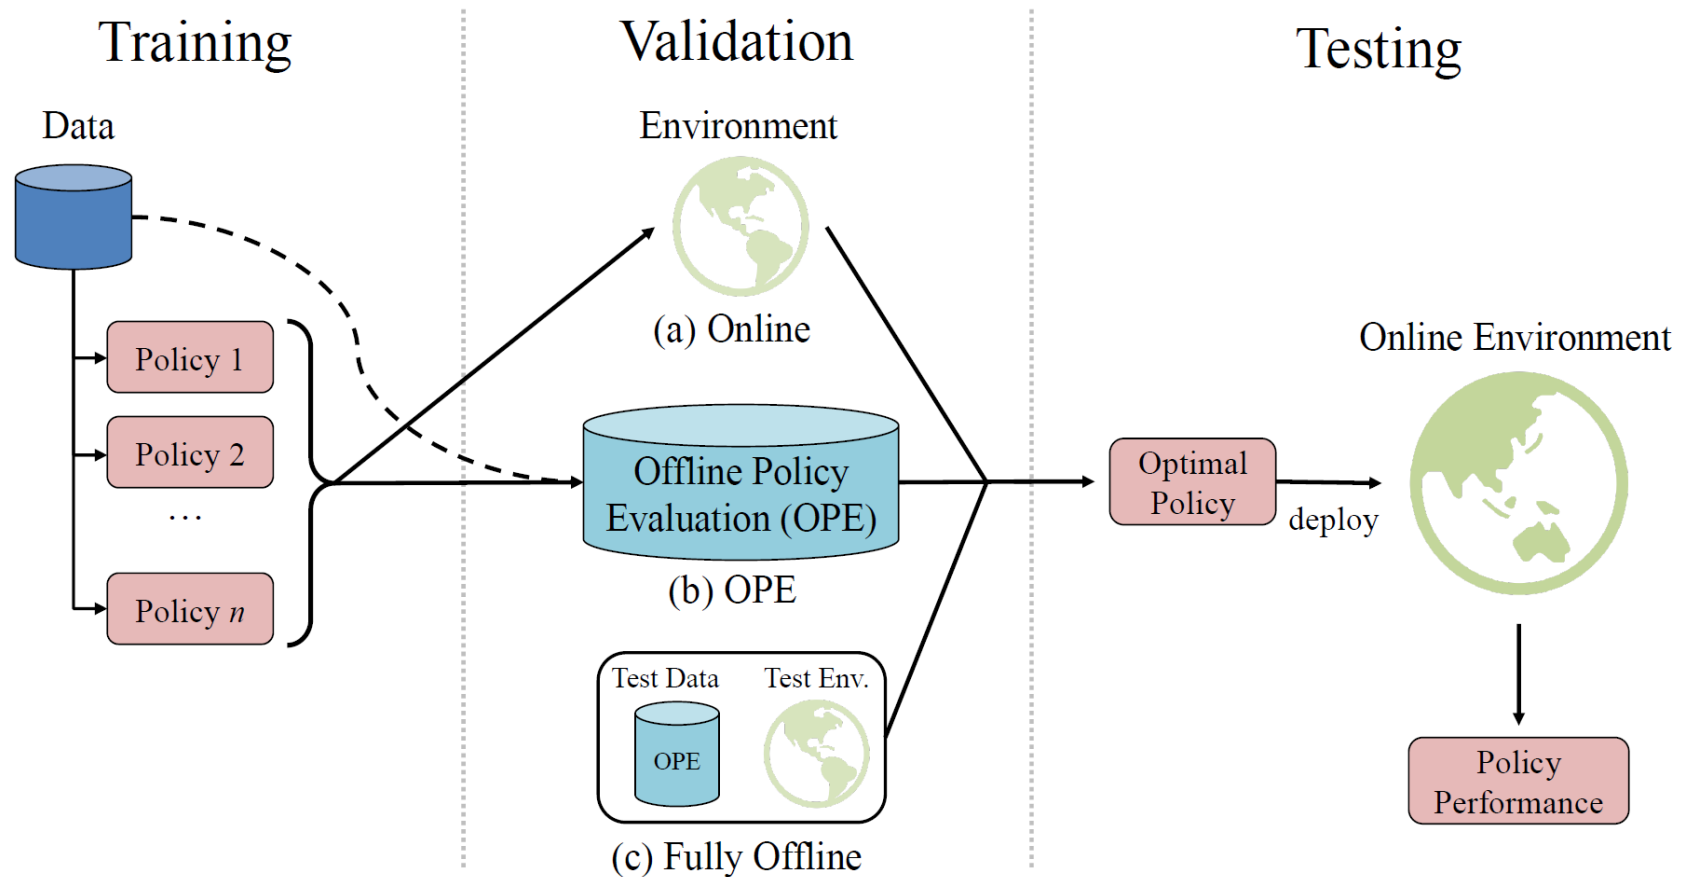 Training
Validation
Testing
Data
Policy 1
Policy 2
...
Policy n
Environment
(a) Online
Offline Policy
Evaluation (OPE)
(b) OPE
Test Data
Test Env.
OPE
(c) Fully Offline
Optimal
Policy
deploy
Online Environment
Policy
Performance